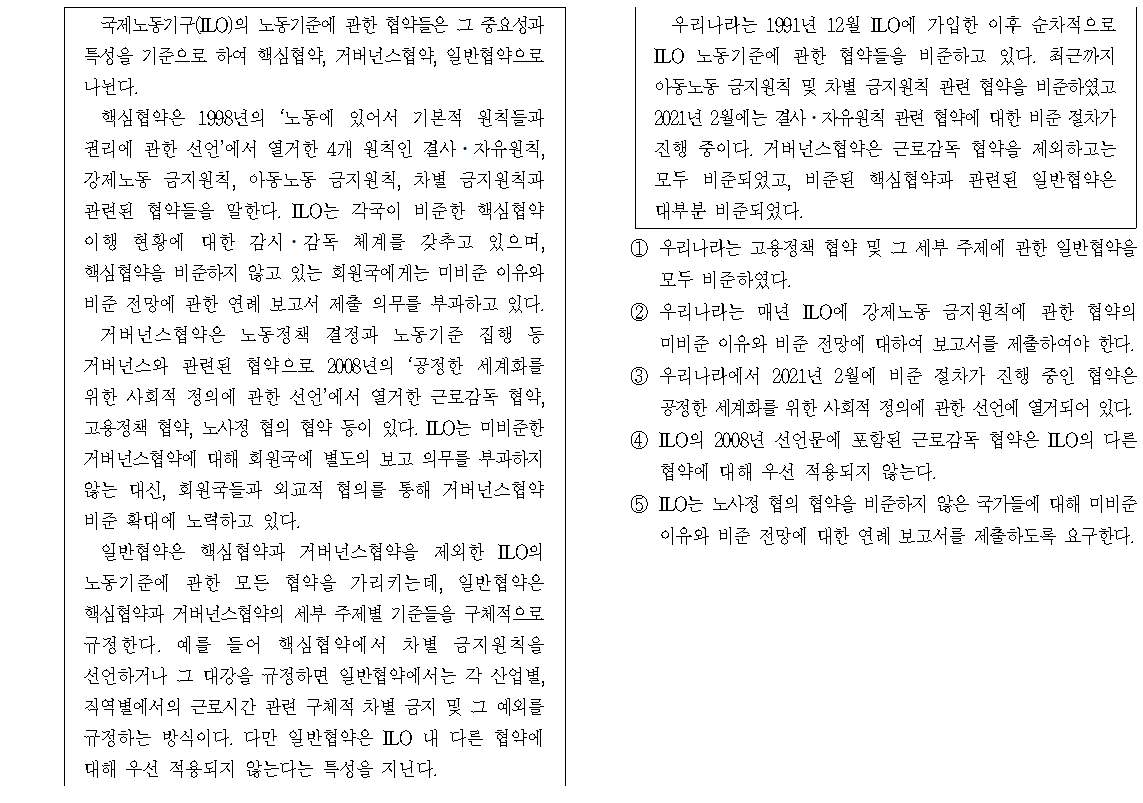 국제노동기구(ILO)의 노동기준에 관한 협약들은 그 중요성과
특성을 기준으로 하여 핵심협약, 거버넌스협약, 일반협약으로
나뉜다.
핵심협약은 1998년의 ‘노동에 있어서 기본적 원칙들과
권리에 관한 선언’에서 열거한 4개 원칙인 결사·자유원칙,
강제노동 금지원칙, 아동노동 금지원칙, 차별 금지원칙과
관련된 협약들을 말한다. ILO는 각국이 비준한 핵심협약
이행 현황에 대한 감시·감독 체계를 갖추고 있으며,
핵심협약을 비준하지 않고 있는 회원국에게는 미비준 이유와
비준 전망에 관한 연례 보고서 제출 의무를 부과하고 있다.
거버넌스협약은 노동정책 결정과 노동기준 집행 등
거버넌스와 관련된 협약으로 2008년의 ‘공정한 세계화를
위한 사회적 정의에 관한 선언’에서 열거한 근로감독 협약,
고용정책 협약, 노사정 협의 협약 등이 있다. ILO는 미비준한
거버넌스협약에 대해 회원국에 별도의 보고 의무를 부과하지
않는 대신, 회원국들과 외교적 협의를 통해 거버넌스협약
비준 확대에 노력하고 있다.
일반협약은 핵심협약과 거버넌스협약을 제외한 ILO의
노동기준에 관한 모든 협약을 가리키는데, 일반협약은
핵심협약과 거버넌스협약의 세부 주제별 기준들을 구체적으로
규정한다. 예를 들어 핵심협약에서 차별 금지원칙을
선언하거나 그 대강을 규정하면 일반협약에서는 각 산업별,
직역별에서의 근로시간 관련 구체적 차별 금지 및 그 예외를
규정하는 방식이다. 다만 일반협약은 ILO 내 다른 협약에
대해 우선 적용되지 않는다는 특성을 지닌다.
우리나라는 1991년 12월 ILO에 가입한 이후 순차적으로
ILO 노동기준에 관한 협약들을 비준하고 있다. 최근까지
아동노동 금지원칙 및 차별 금지원칙 관련 협약을 비준하였고
2021년 2월에는 결사·자유원칙 관련 협약에 대한 비준 절차가
진행 중이다. 거버넌스협약은 근로감독 협약을 제외하고는
모두 비준되었고, 비준된 핵심협약과 관련된 일반협약은
대부분 비준되었다.
① 우리나라는 고용정책 협약 및 그 세부 주제에 관한 일반협약을
모두 비준하였다.
② 우리나라는 매년 ILO에 강제노동 금지원칙에 관한 협약의
미비준 이유와 비준 전망에 대하여 보고서를 제출하여야 한다.
③ 우리나라에서 2021년 2월에 비준 절차가 진행 중인 협약은
공정한 세계화를 위한 사회적 정의에 관한 선언에 열거되어 있다.
④ ILO의 2008년 선언문에 포함된 근로감독 협약은 ILO의 다른
협약에 대해 우선 적용되지 않는다.
⑤ ILO는 노사정 협의 협약을 비준하지 않은 국가들에 대해 미비준
이유와 비준 전망에 대한 연례 보고서를 제출하도록 요구한다.